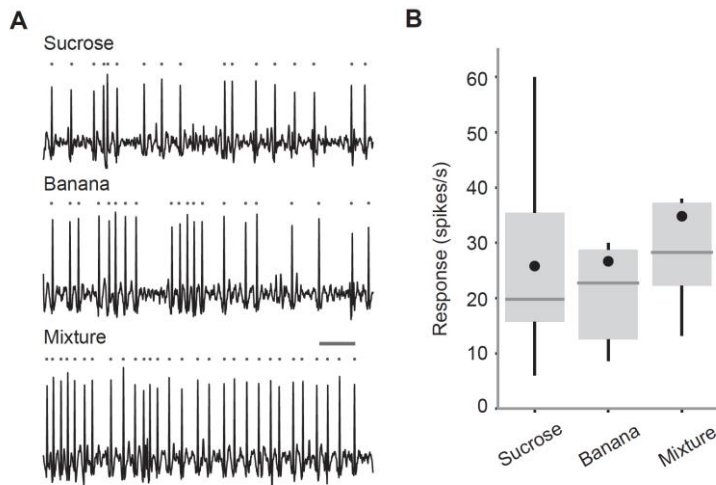 A
Sucrose
Banana
Mixture
B
Response (spikes/s)
60
50
40
30
20
10
0
Sucrose
Banana
Mixture